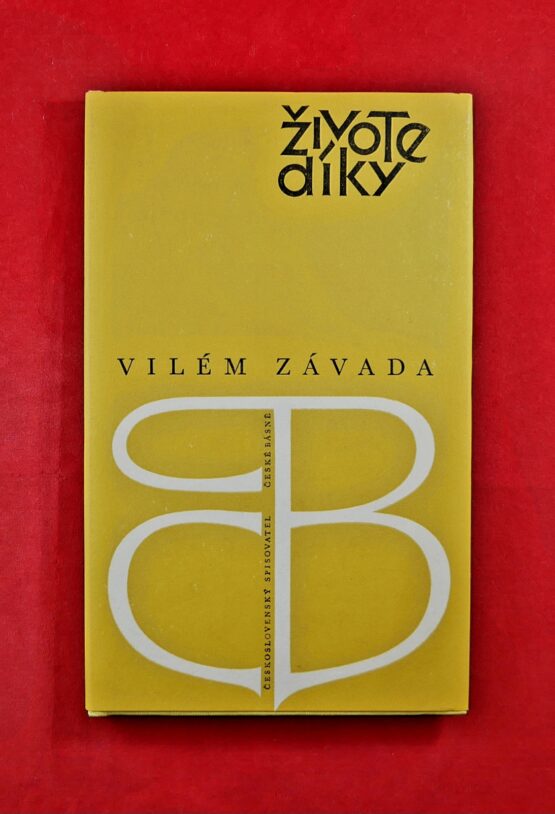 živoTe
díky
VILÉM ZÁVADA
ČESKOSLOVENSKÝ SPISOVATEL ČESKÉ BÁSNĚ